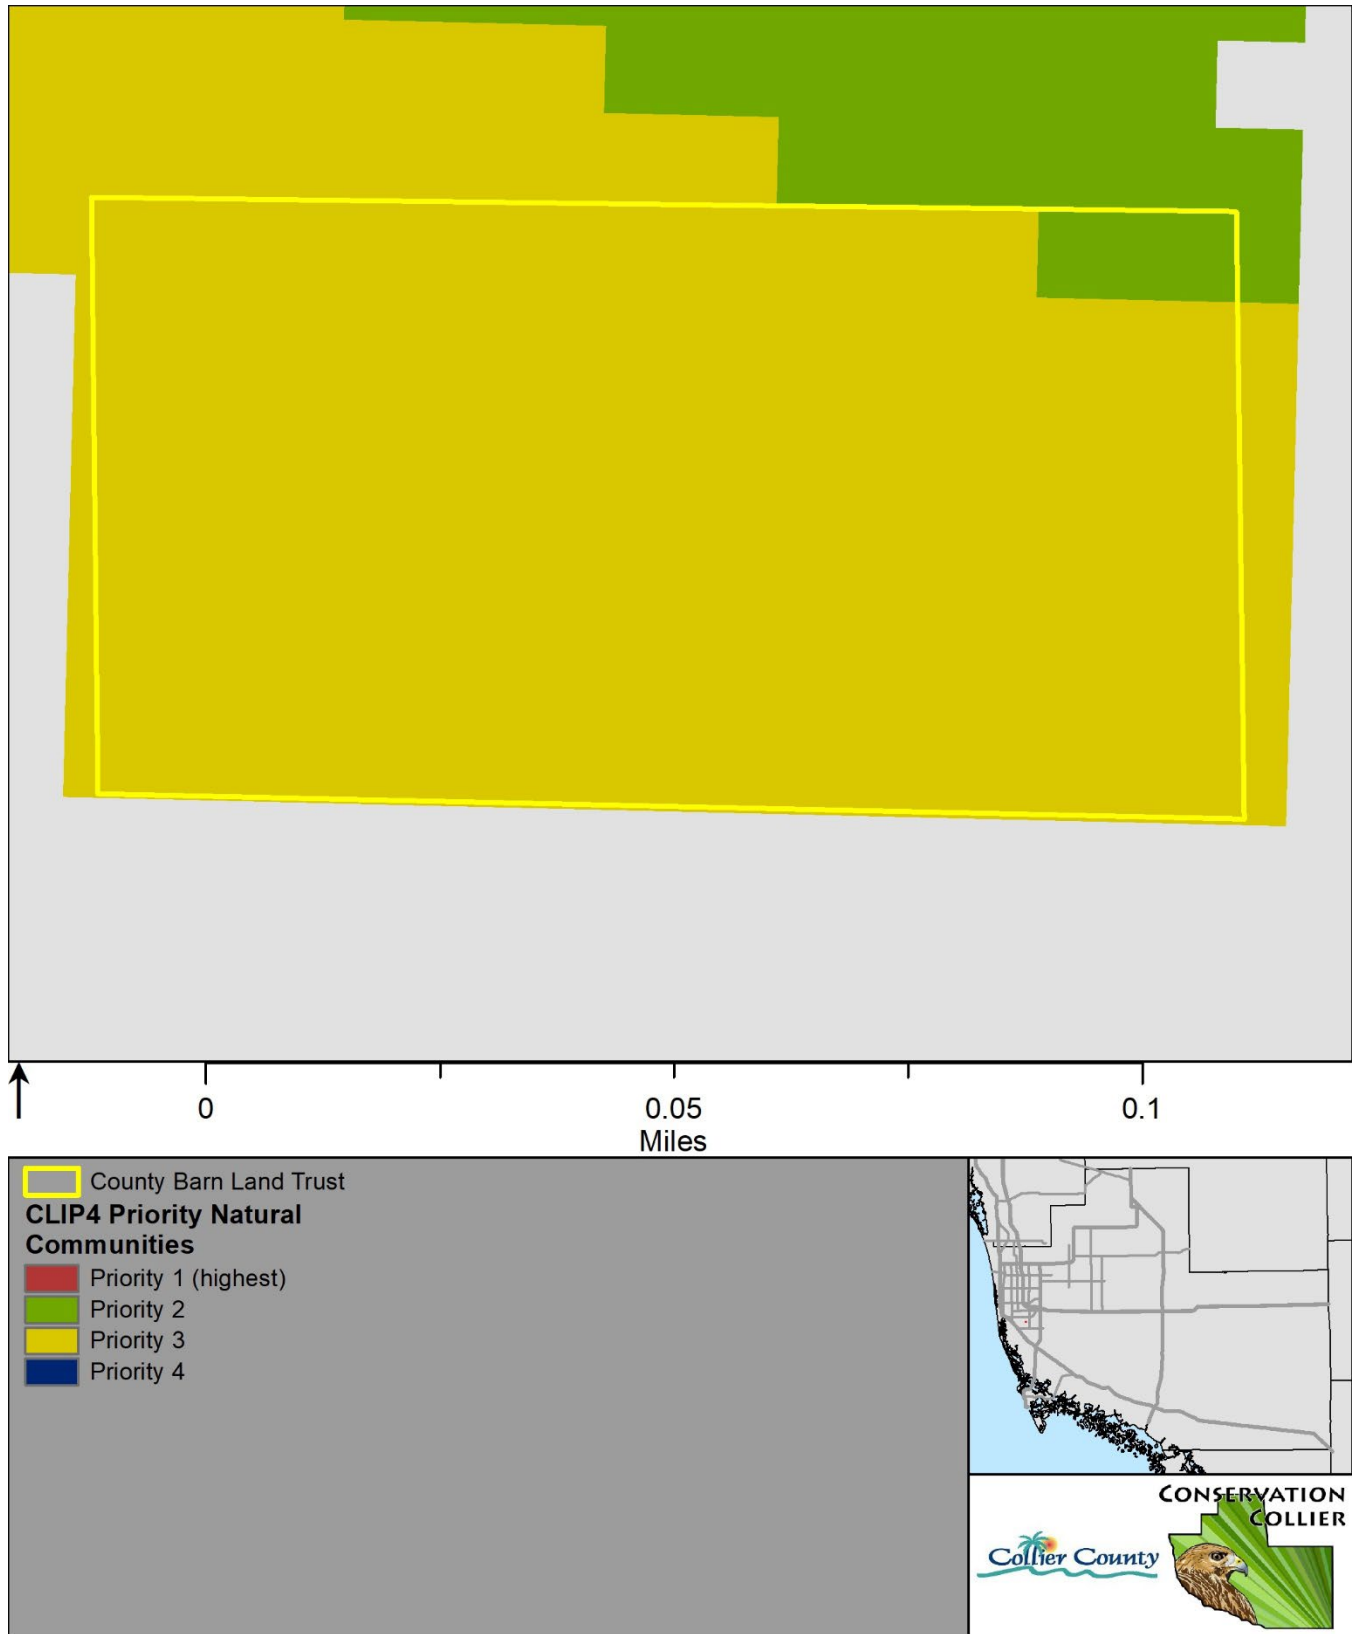 0 0.05 0.1
Miles
County Barn Land Trust
CLIP4 Priority Natural
Communities
Priority 1 (highest)
Priority 2
Priority 3
Priority 4
CONSERVATION
COLLIER
Collier County